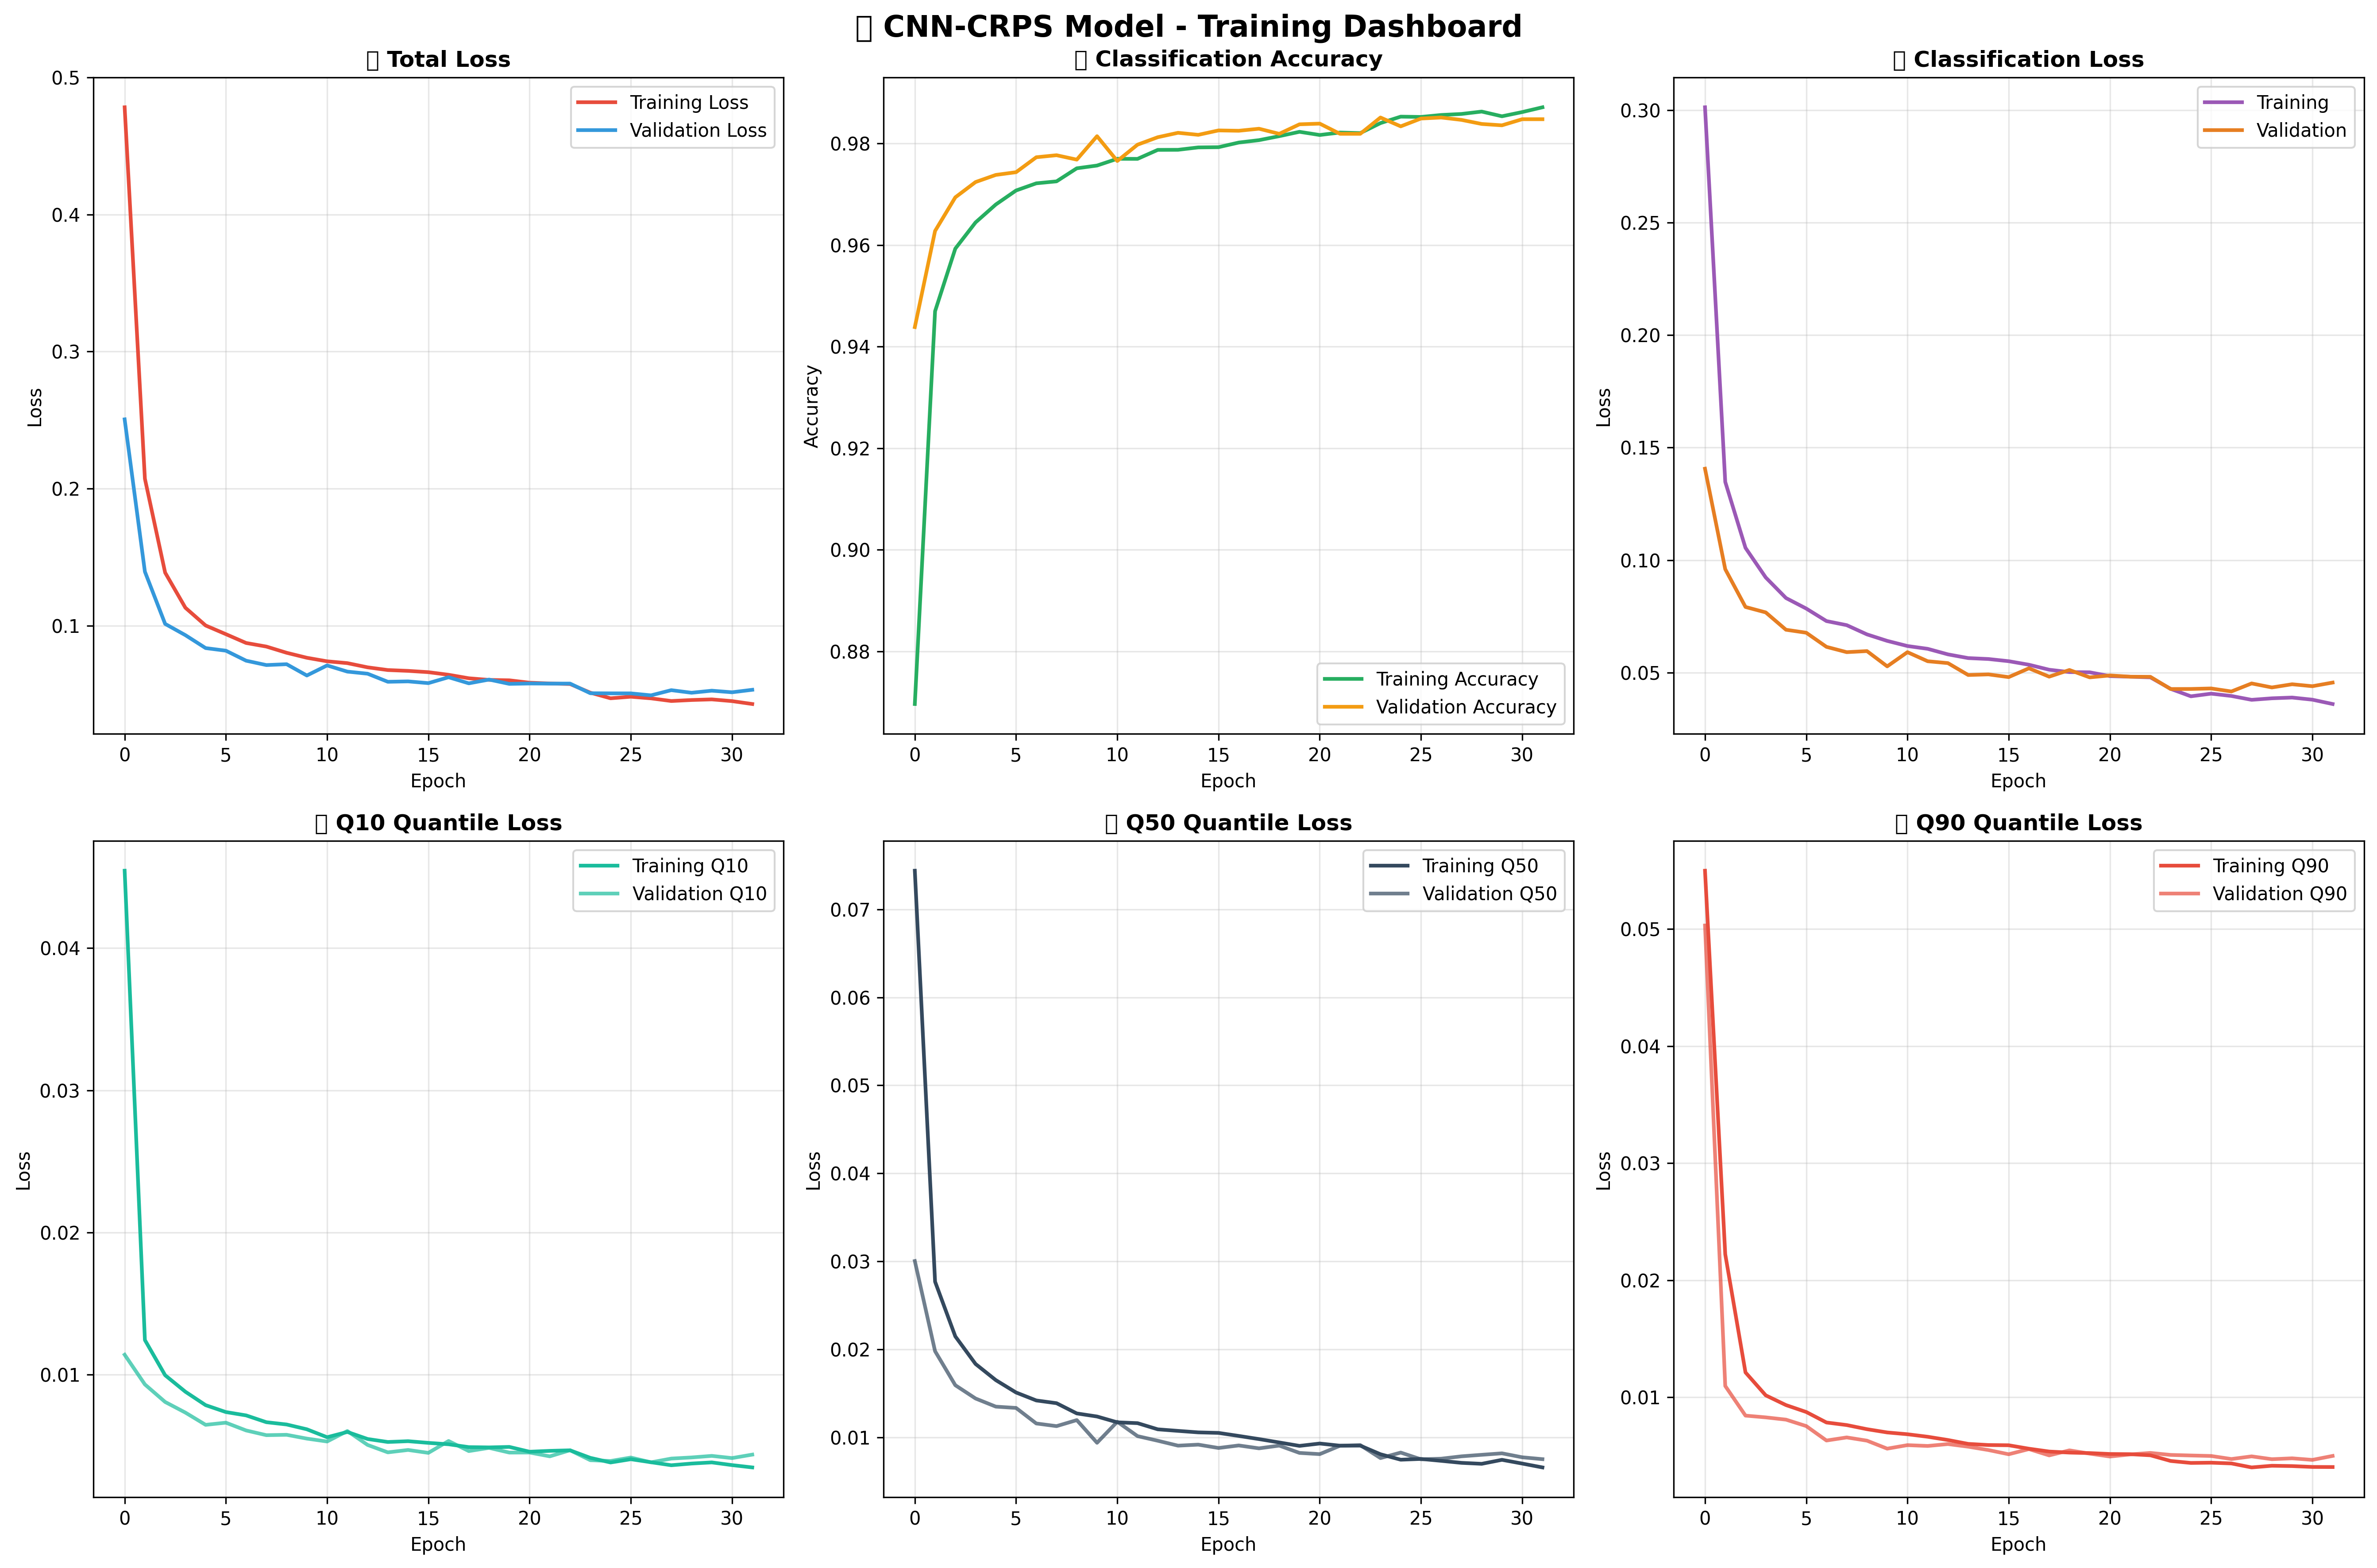 ▯ CNN-CRPS Model - Training Dashboard
▯ Total Loss
Training Loss
Validation Loss
0.5
0.4
0.3
0.2
0.1
Loss
0 5 10 15 20 25 30
Epoch
▯ Classification Accuracy
0.98
0.96
0.94
0.92
0.90
0.88
Accuracy
Training Accuracy
Validation Accuracy
0 5 10 15 20 25 30
Epoch
▯ Classification Loss
Training
Validation
0.30
0.25
0.20
0.15
0.10
0.05
Loss
0 5 10 15 20 25 30
Epoch
▯ Q10 Quantile Loss
Training Q10
Validation Q10
0.04
0.03
0.02
0.01
Loss
0 5 10 15 20 25 30
Epoch
▯ Q50 Quantile Loss
Training Q50
Validation Q50
0.07
0.06
0.05
0.04
0.03
0.02
0.01
Loss
0 5 10 15 20 25 30
Epoch
▯ Q90 Quantile Loss
Training Q90
Validation Q90
0.05
0.04
0.03
0.02
0.01
Loss
0 5 10 15 20 25 30
Epoch